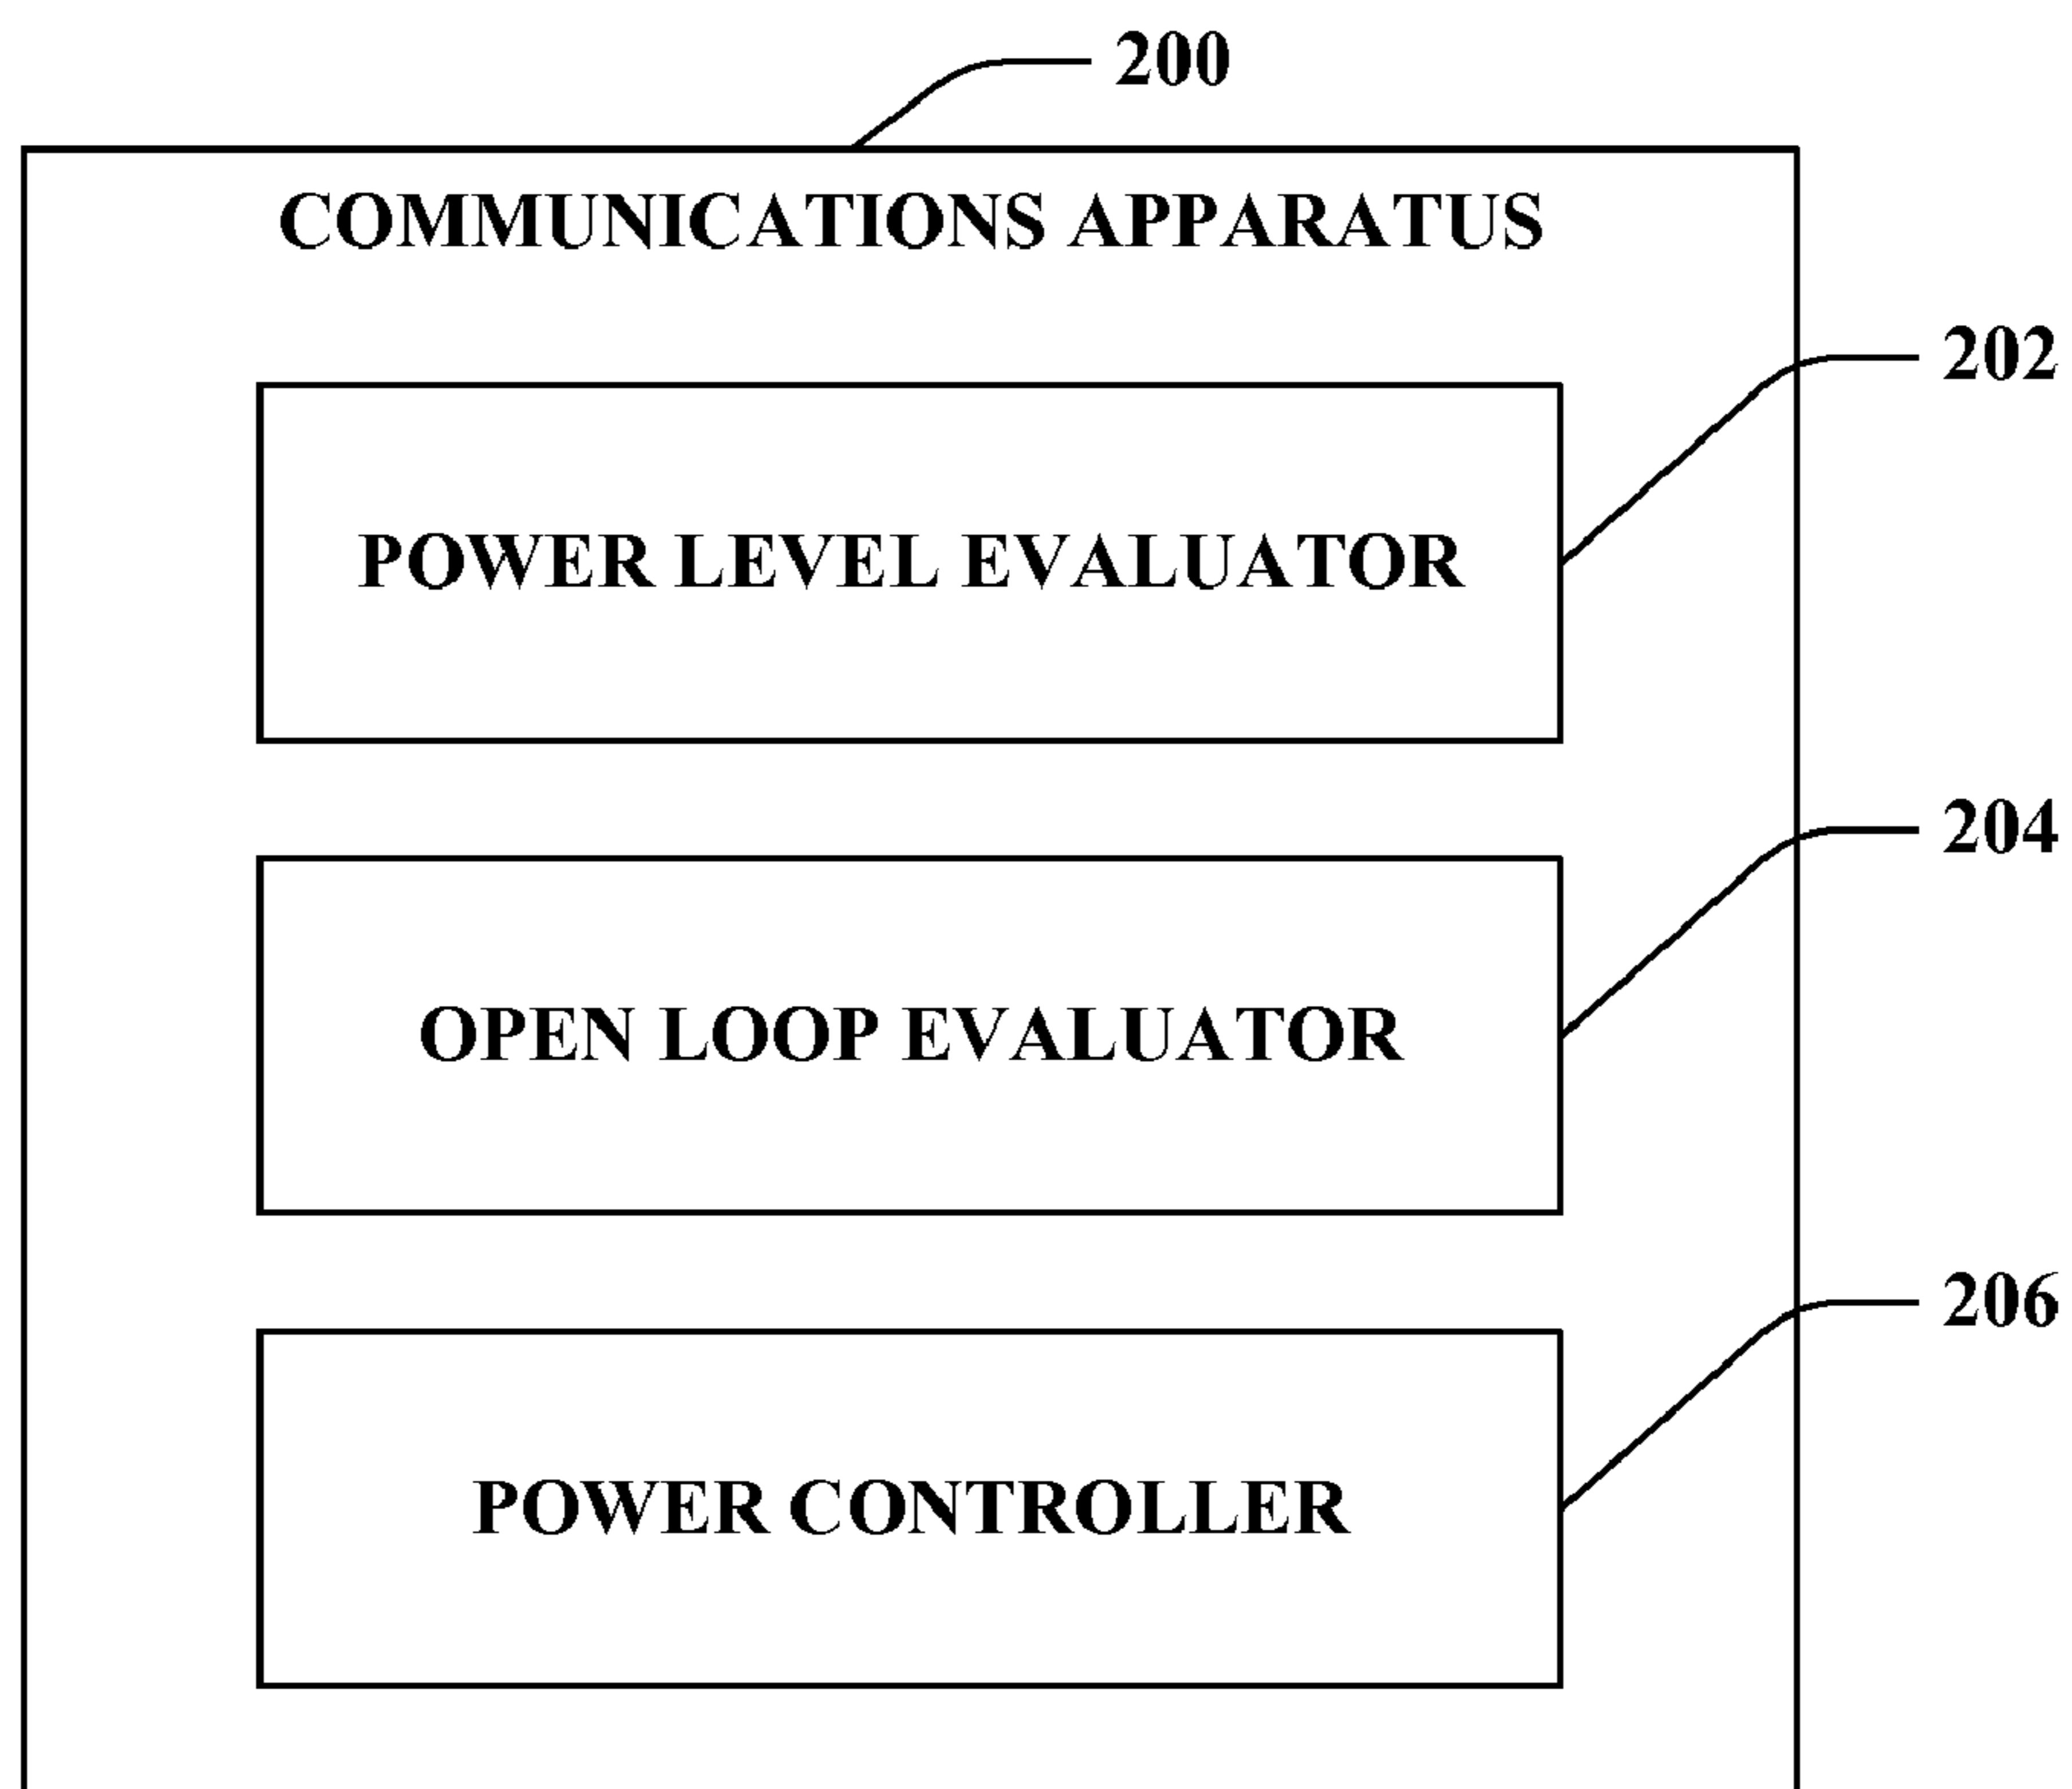 200
COMMUNICATIONS APPARATUS
202
POWER LEVEL EVALUATOR
204
OPEN LOOP EVALUATOR
206
POWER CONTROLLER